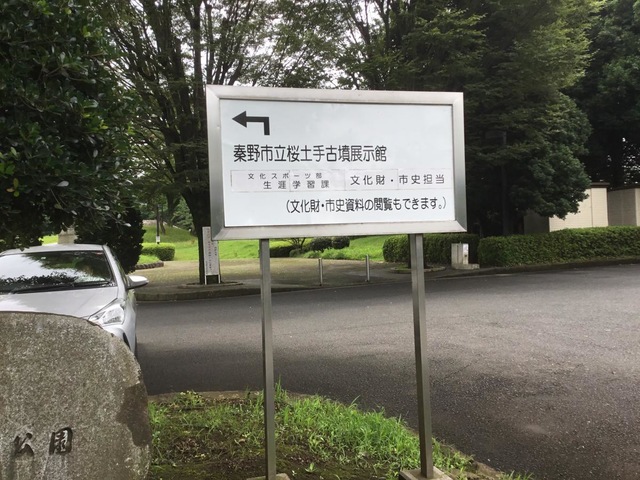 秦野市立桜土手古墳展示館
文化スポーツ部
生涯学習課 文化財・市史担当
(文化財・市史資料の閲覧もできます。)
公園